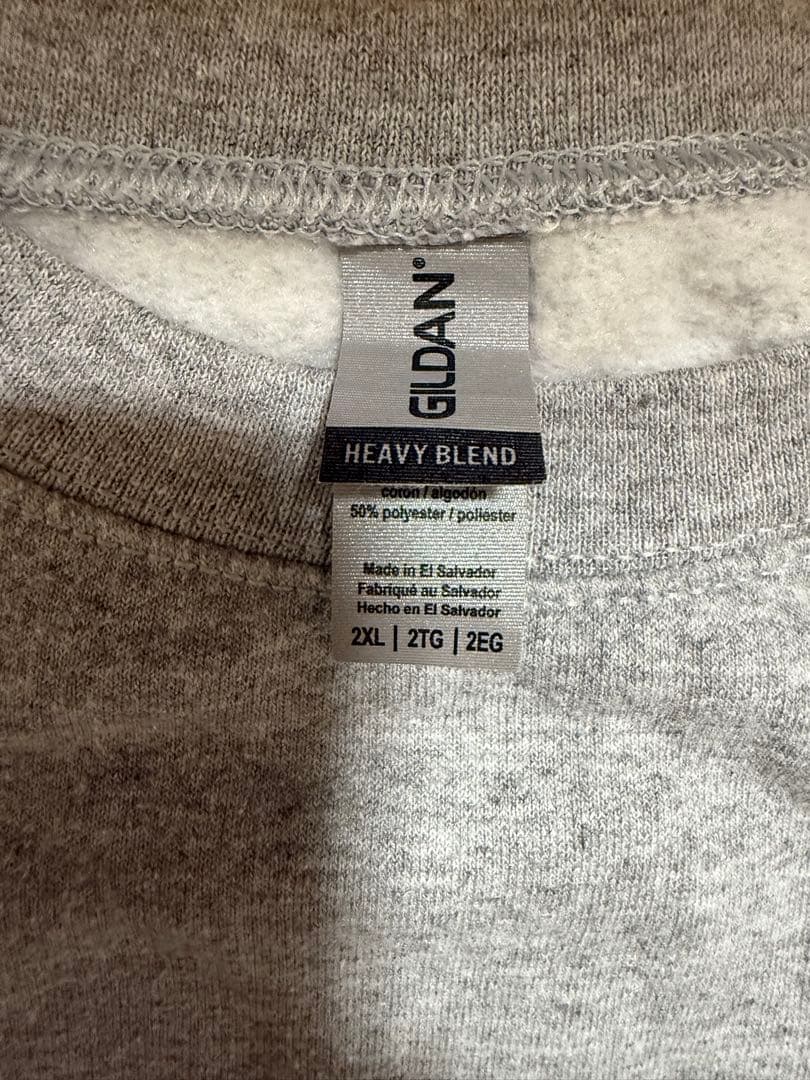 GILDAN®
HEAVY BLEND
coton / algodón
50% polyester / poliéster
Made in El Salvador
Fabriqué au Salvador
Hecho en El Salvador
2XL | 2TG | 2EG